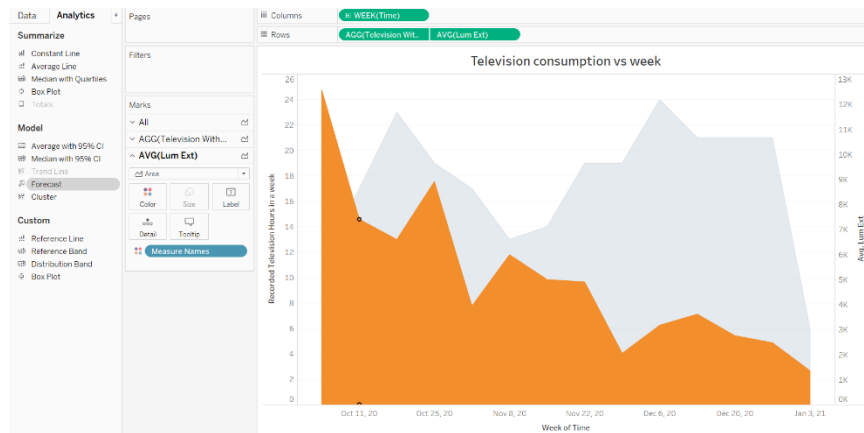 Data Analytics
Summarize
Constant Line
Average Line
Median with Quartiles
Box Plot
Totals
Model
Average with 95% CI
Median with 95% CI
Trend Line
Forecast
Cluster
Custom
Reference Line
Reference Band
Distribution Band
Box Plot
Pages
Filters
Marks
All
AGG(Television With...
AVG(Lum Ext)
Area
Color Size Label
Detail Tooltip
Measure Names
Columns WEEK(Time)
Rows AGG(Television Wit.. AVG(Lum Ext)
Television consumption vs week
Recorded Television Hours in a week
26
24
22
20
18
16
14
12
10
8
6
4
2
0
13K
12K
11K
10K
9K
8K
7K
6K
5K
4K
3K
2K
1K
0K
Avg. Lum Ext
Oct 11, 20 Oct 25, 20 Nov 8, 20 Nov 22, 20 Dec 6, 20 Dec 20, 20 Jan 3, 21
Week of Time